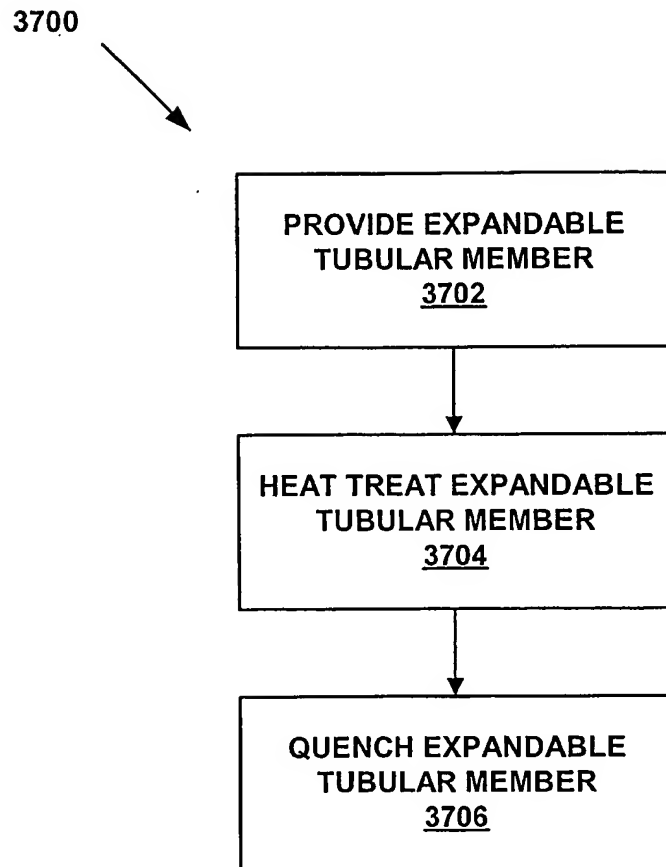 3700
PROVIDE EXPANDABLE
TUBULAR MEMBER
3702
HEAT TREAT EXPANDABLE
TUBULAR MEMBER
3704
QUENCH EXPANDABLE
TUBULAR MEMBER
3706